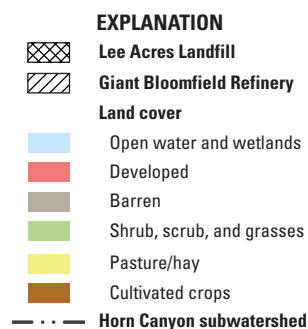 EXPLANATION
Lee Acres Landfill
Giant Bloomfield Refinery
Land cover
Open water and wetlands
Developed
Barren
Shrub, scrub, and grasses
Pasture/hay
Cultivated crops
Horn Canyon subwatershed